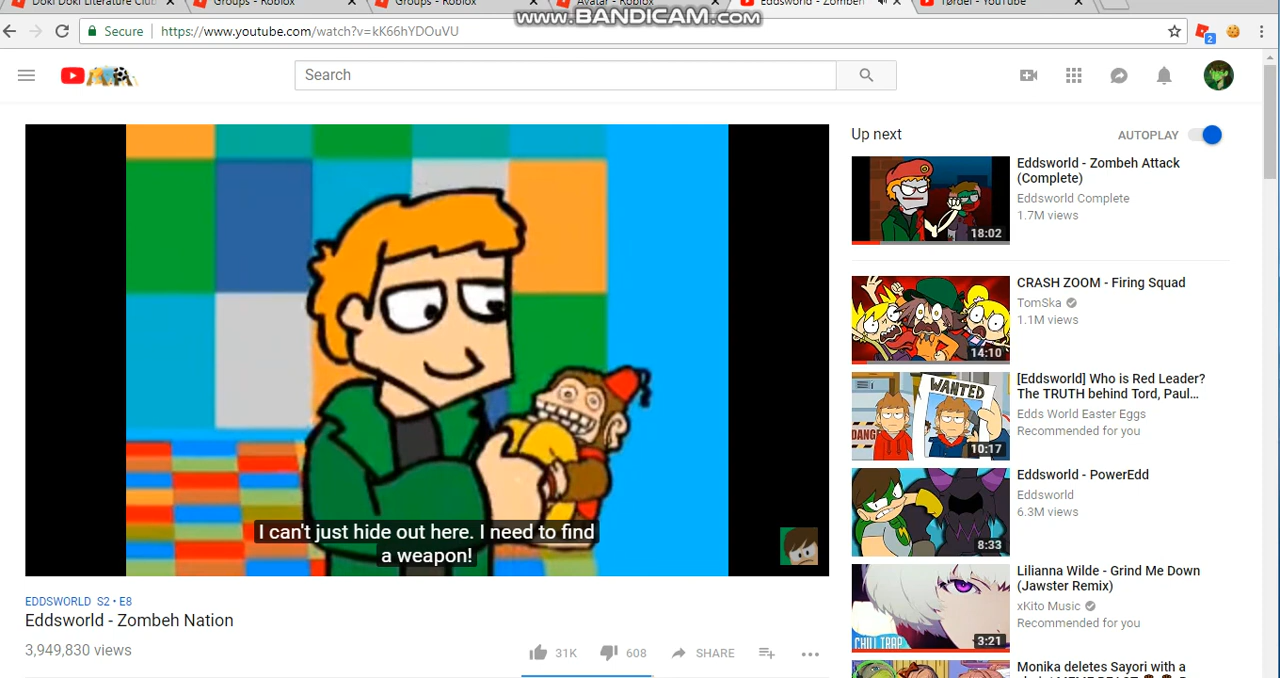 Doki Doki Literature Club
Groups - Roblox
Groups - Roblox
Avatar - Roblox
Eddsworld - Zombeh
Tørdel - YouTube
www.BANDICAM.com
Secure
https://www.youtube.com/watch?v=kK66hYDOuVU
2
Search
Up next
AUTOPLAY
Eddsworld - Zombeh Attack
(Complete)
Eddsworld Complete
1.7M views
18:02
CRASH ZOOM - Firing Squad
TomSka
1.1M views
14:10
[Eddsworld] Who is Red Leader?
The TRUTH behind Tord, Paul...
Edds World Easter Eggs
Recommended for you
WANTED
DANGER
10:17
Eddsworld - PowerEdd
Eddsworld
6.3M views
8:33
Lilianna Wilde - Grind Me Down
(Jawster Remix)
xKito Music
Recommended for you
CHILL TRAP
3:21
Monika deletes Sayori with a
I can't just hide out here. I need to find
a weapon!
EDDSWORLD S2 • E8
Eddsworld - Zombeh Nation
3,949,830 views
31K
608
SHARE